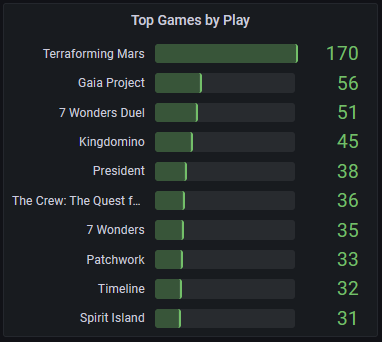 Top Games by Play
Terraforming Mars 170
Gaia Project 56
7 Wonders Duel 51
Kingdomino 45
President 38
The Crew: The Quest f... 36
7 Wonders 35
Patchwork 33
Timeline 32
Spirit Island 31